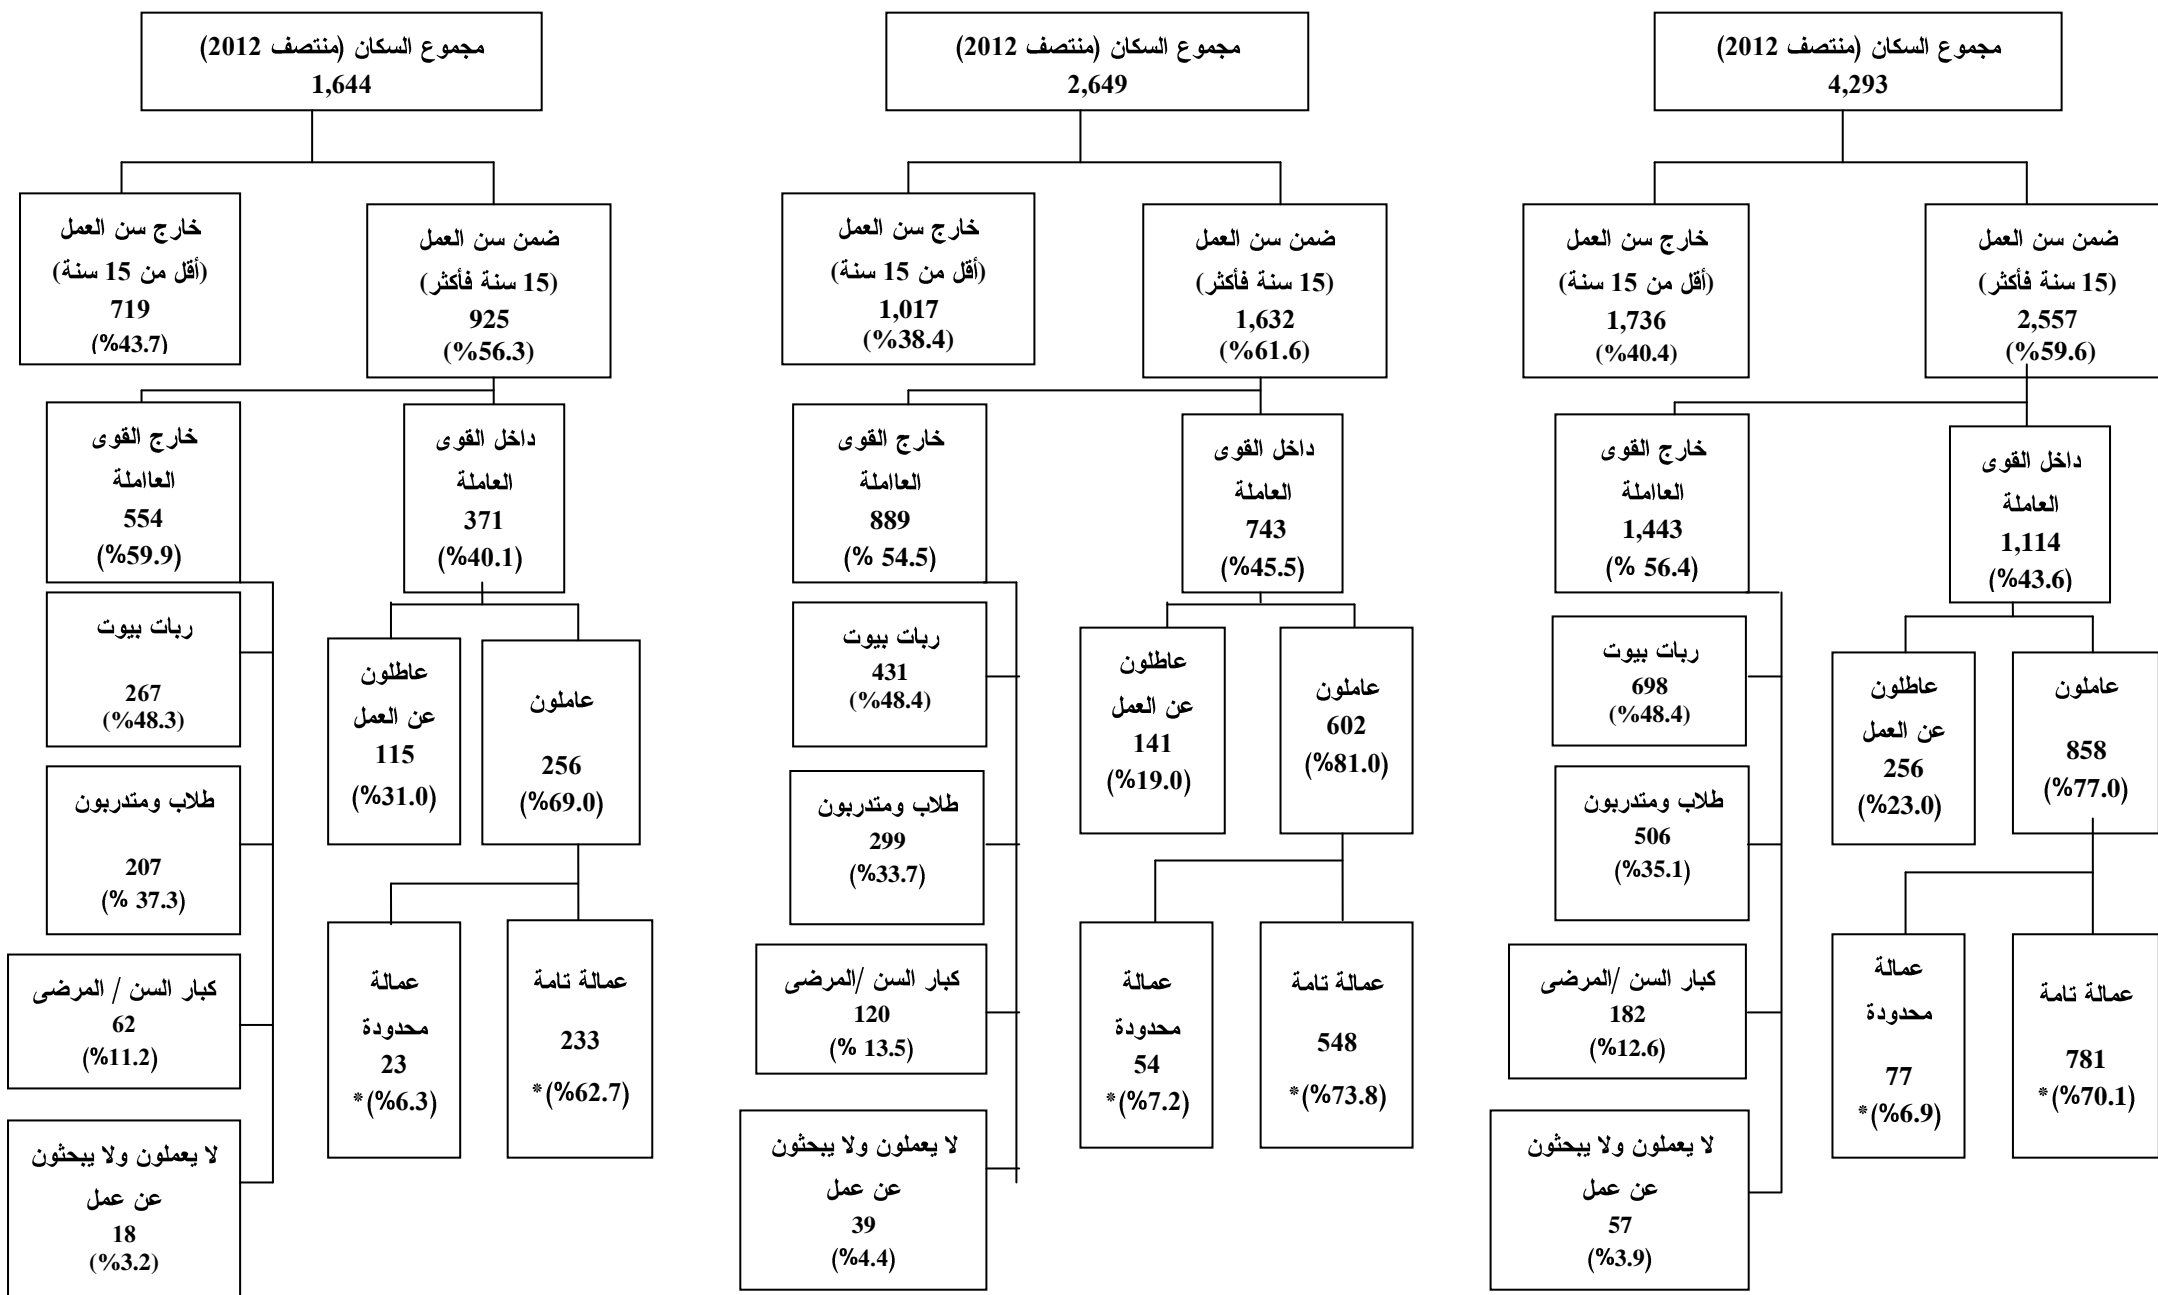 مجموع السكان (منتصف 2012)
4,293
ضمن سن العمل
(15 سنة فأكثر)
2,557
(%59.6)
خارج سن العمل
(أقل من 15 سنة)
1,736
(%40.4)
داخل القوى
العاملة
1,114
(%43.6)
خارج القوى
العااملة
1,443
(% 56.4)
عاملون
858
(%77.0)
عاطلون
عن العمل
256
(%23.0)
ربات بيوت
698
(%48.4)
طلاب ومتدربون
506
(%35.1)
عمالة تامة
781
*(%70.1)
عمالة
محدودة
77
*(%6.9)
كبار السن /المرضى
182
(%12.6)
لا يعملون ولا يبحثون
عن عمل
57
(%3.9)
مجموع السكان (منتصف 2012)
2,649
ضمن سن العمل
(15 سنة فأكثر)
1,632
(%61.6)
خارج سن العمل
(أقل من 15 سنة)
1,017
(%38.4)
داخل القوى
العاملة
743
(%45.5)
خارج القوى
العااملة
889
(% 54.5)
عاملون
602
(%81.0)
عاطلون
عن العمل
141
(%19.0)
ربات بيوت
431
(%48.4)
طلاب ومتدربون
299
(%33.7)
عمالة تامة
548
*(%73.8)
عمالة
محدودة
54
*(%7.2)
كبار السن /المرضى
120
(% 13.5)
لا يعملون ولا يبحثون
عن عمل
39
(%4.4)
مجموع السكان (منتصف 2012)
1,644
ضمن سن العمل
(15 سنة فأكثر)
925
(%56.3)
خارج سن العمل
(أقل من 15 سنة)
719
(%43.7)
داخل القوى
العاملة
371
(%40.1)
خارج القوى
العااملة
554
(%59.9)
عاملون
256
(%69.0)
عاطلون
عن العمل
115
(%31.0)
ربات بيوت
267
(%48.3)
طلاب ومتدربون
207
(% 37.3)
عمالة تامة
233
*(%62.7)
عمالة
محدودة
23
*(%6.3)
كبار السن / المرضى
62
(%11.2)
لا يعملون ولا يبحثون
عن عمل
18
(%3.2)